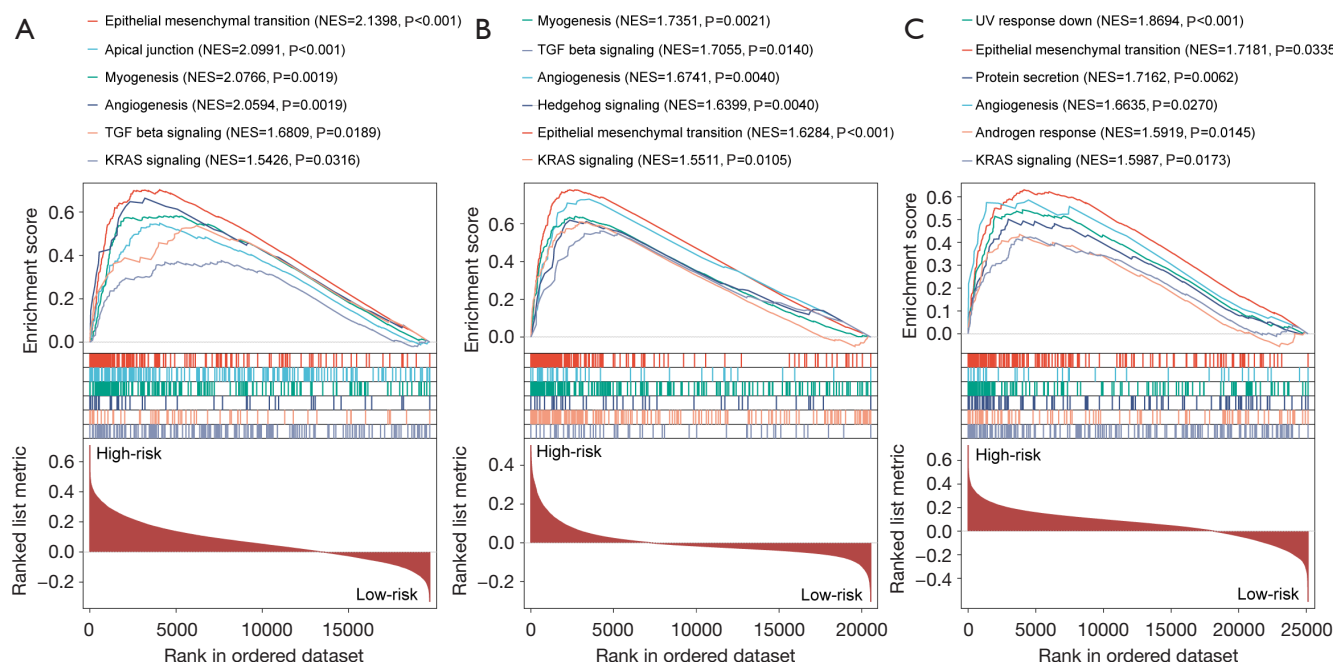 A
Epithelial mesenchymal transition (NES=2.1398, P<0.001)
Apical junction (NES=2.0991, P<0.001)
Myogenesis (NES=2.0766, P=0.0019)
Angiogenesis (NES=2.0594, P=0.0019)
TGF beta signaling (NES=1.6809, P=0.0189)
KRAS signaling (NES=1.5426, P=0.0316)
Enrichment score
0.6
0.4
0.2
0.0
Ranked list metric
0.6
0.4
0.2
0.0
−0.2
High-risk
Low-risk
0 5000 10000 15000
Rank in ordered dataset
B
Myogenesis (NES=1.7351, P=0.0021)
TGF beta signaling (NES=1.7055, P=0.0140)
Angiogenesis (NES=1.6741, P=0.0040)
Hedgehog signaling (NES=1.6399, P=0.0040)
Epithelial mesenchymal transition (NES=1.6284, P<0.001)
KRAS signaling (NES=1.5511, P=0.0105)
Enrichment score
0.6
0.4
0.2
0.0
Ranked list metric
0.4
0.2
0.0
−0.2
High-risk
Low-risk
0 5000 10000 15000 20000
Rank in ordered dataset
C
UV response down (NES=1.8694, P<0.001)
Epithelial mesenchymal transition (NES=1.7181, P=0.0335
Protein secretion (NES=1.7162, P=0.0062)
Angiogenesis (NES=1.6635, P=0.0270)
Androgen response (NES=1.5919, P=0.0145)
KRAS signaling (NES=1.5987, P=0.0173)
Enrichment score
0.6
0.5
0.4
0.3
0.2
0.1
0.0
Ranked list metric
0.6
0.4
0.2
0.0
−0.2
−0.4
High-risk
Low-risk
0 5000 10000 15000 20000 25000
Rank in ordered dataset